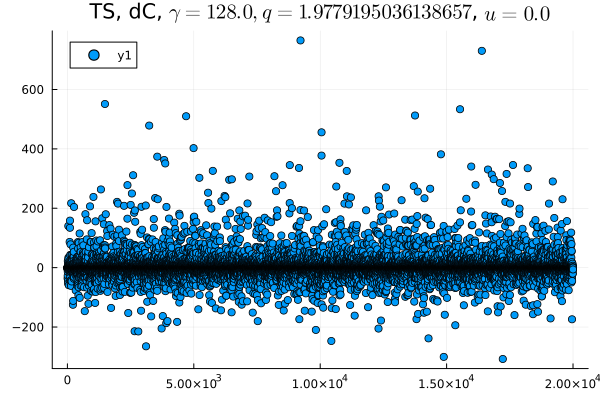 TS, dC, γ = 128.0, q = 1.9779195036138657, u = 0.0
y1
600
400
200
0
−200
0 5.00×10³ 1.00×10⁴ 1.50×10⁴ 2.00×10⁴